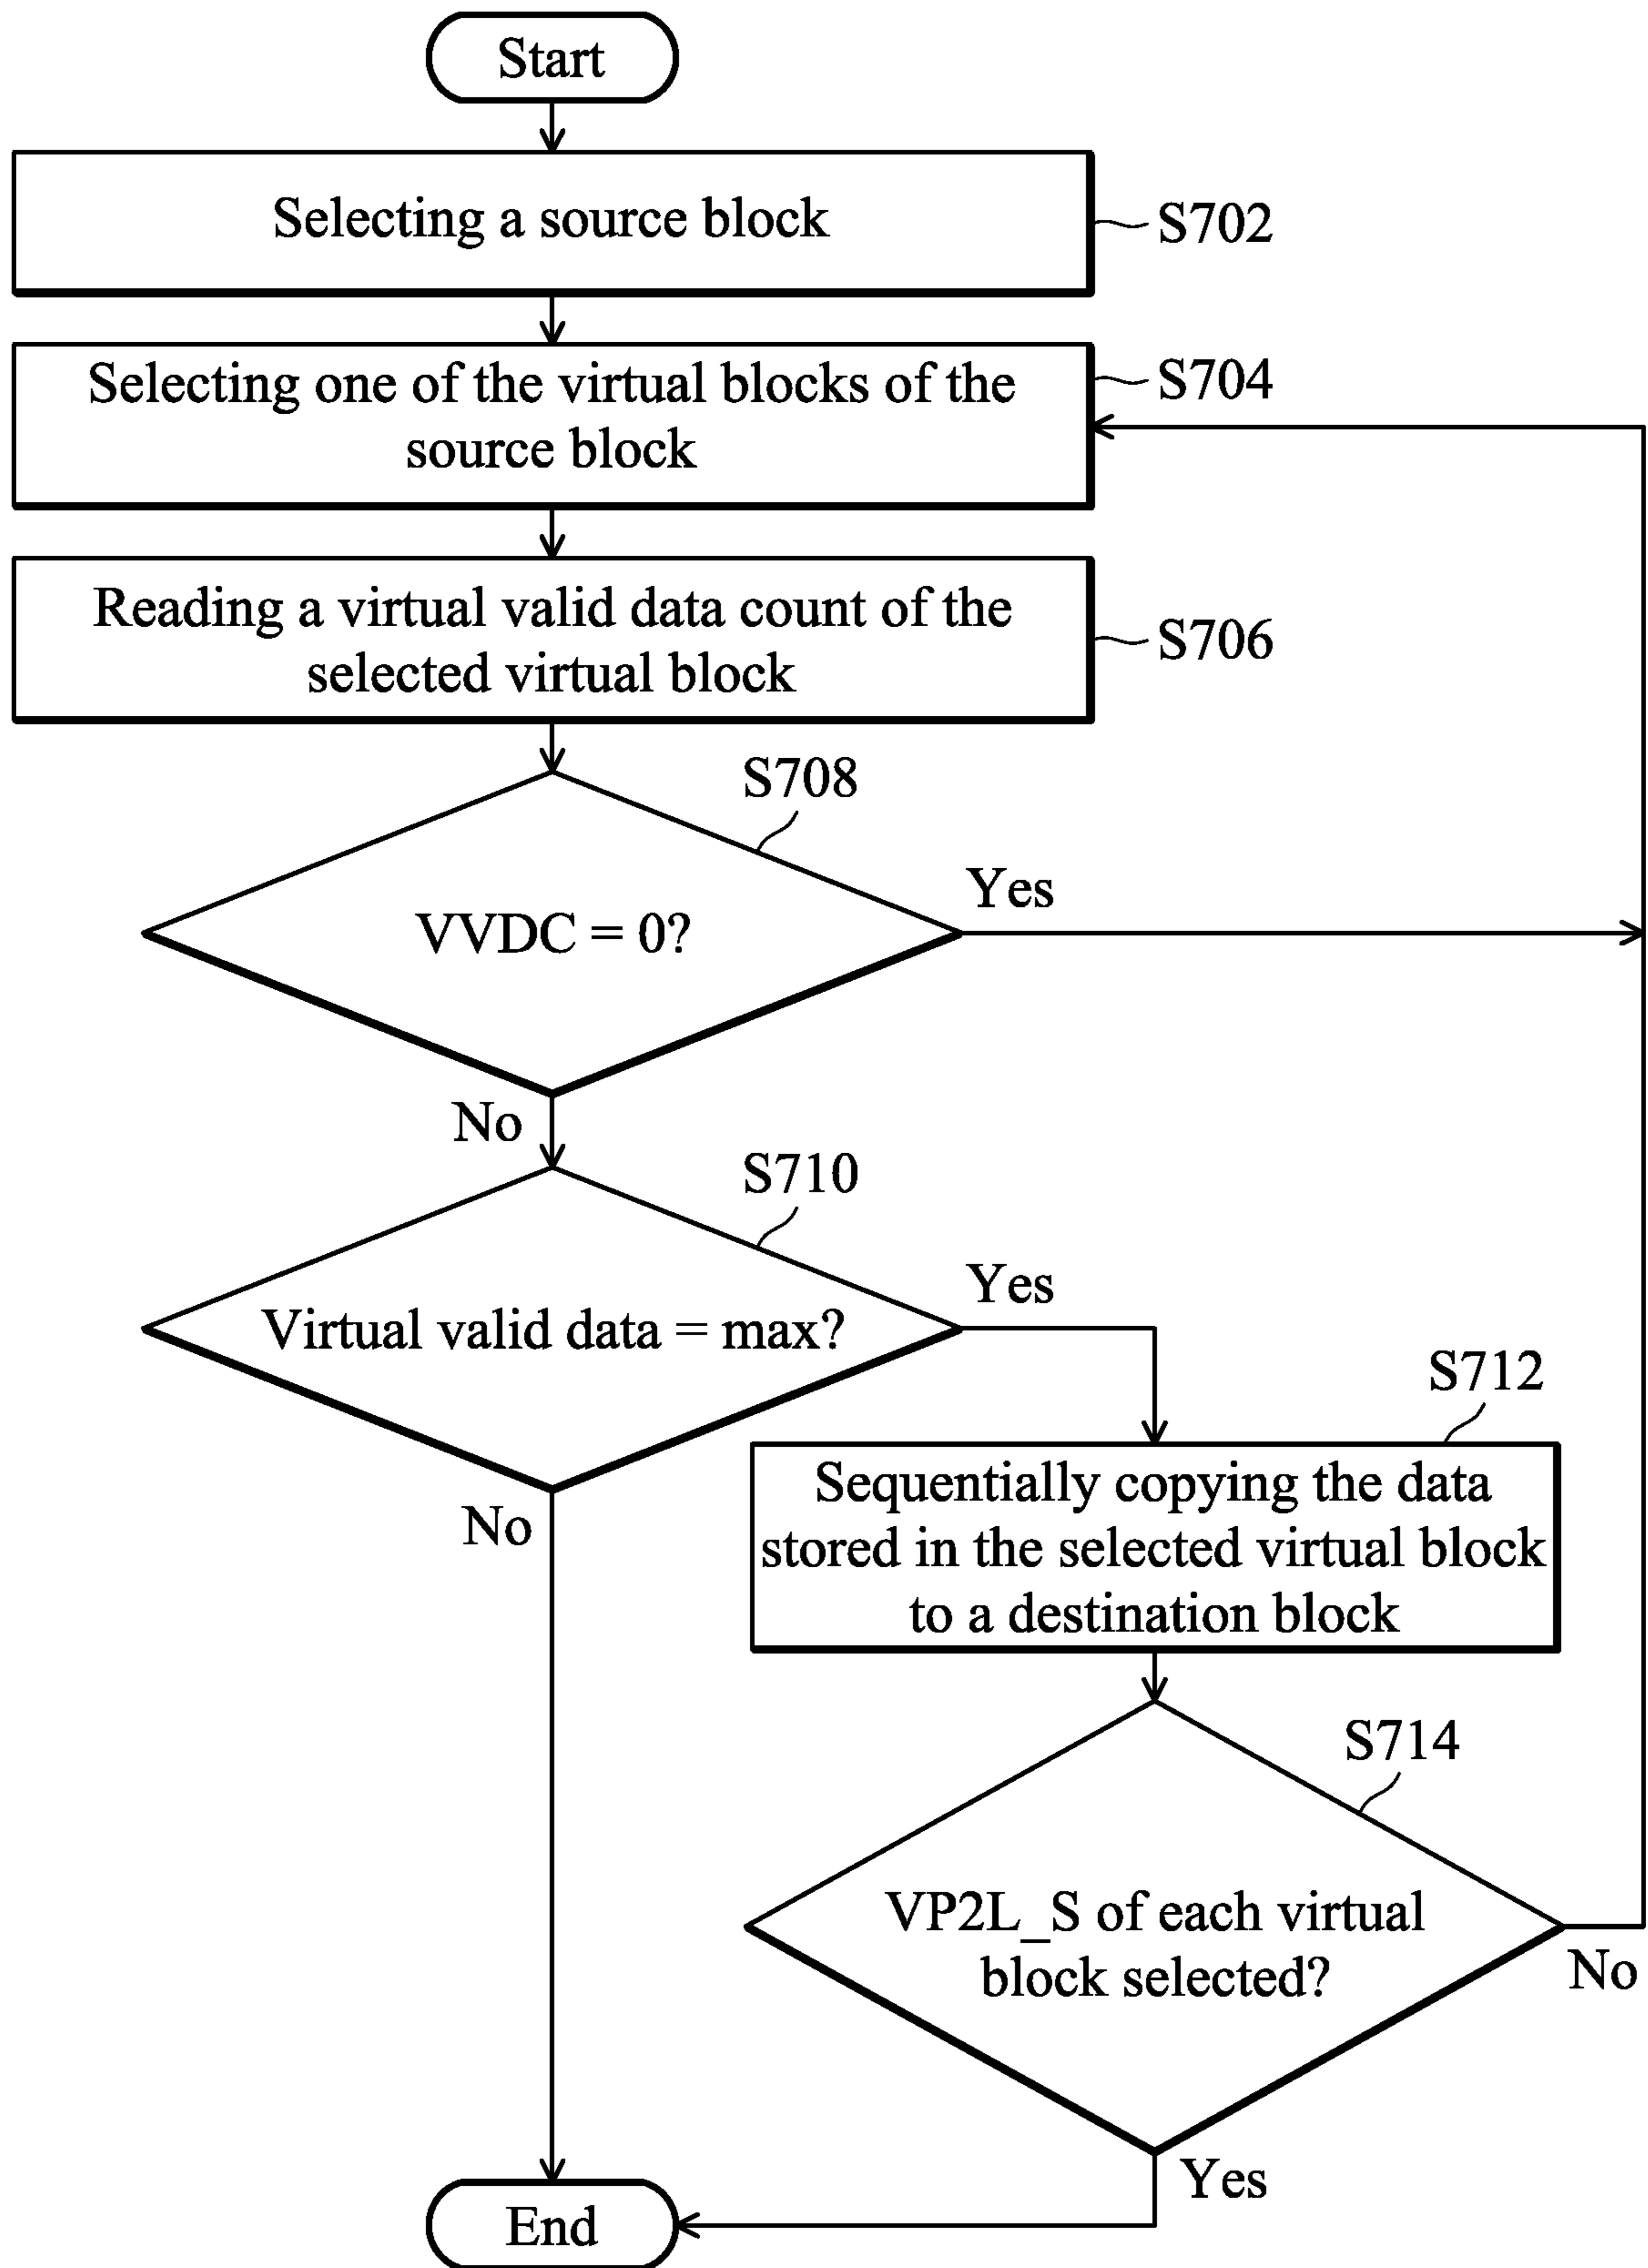 Start
Selecting a source block
S702
Selecting one of the virtual blocks of the
source block
S704
Reading a virtual valid data count of the
selected virtual block
S706
S708
VVDC = 0?
Yes
No
S710
Virtual valid data = max?
Yes
No
S712
Sequentially copying the data
stored in the selected virtual block
to a destination block
S714
VP2L_S of each virtual
block selected?
No
Yes
End